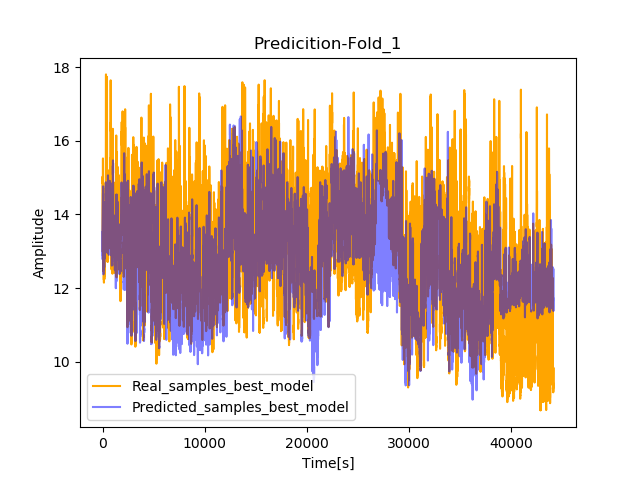 Predicition-Fold_1
18
16
14
12
10
Amplitude
Real_samples_best_model
Predicted_samples_best_model
0 10000 20000 30000 40000
Time[s]